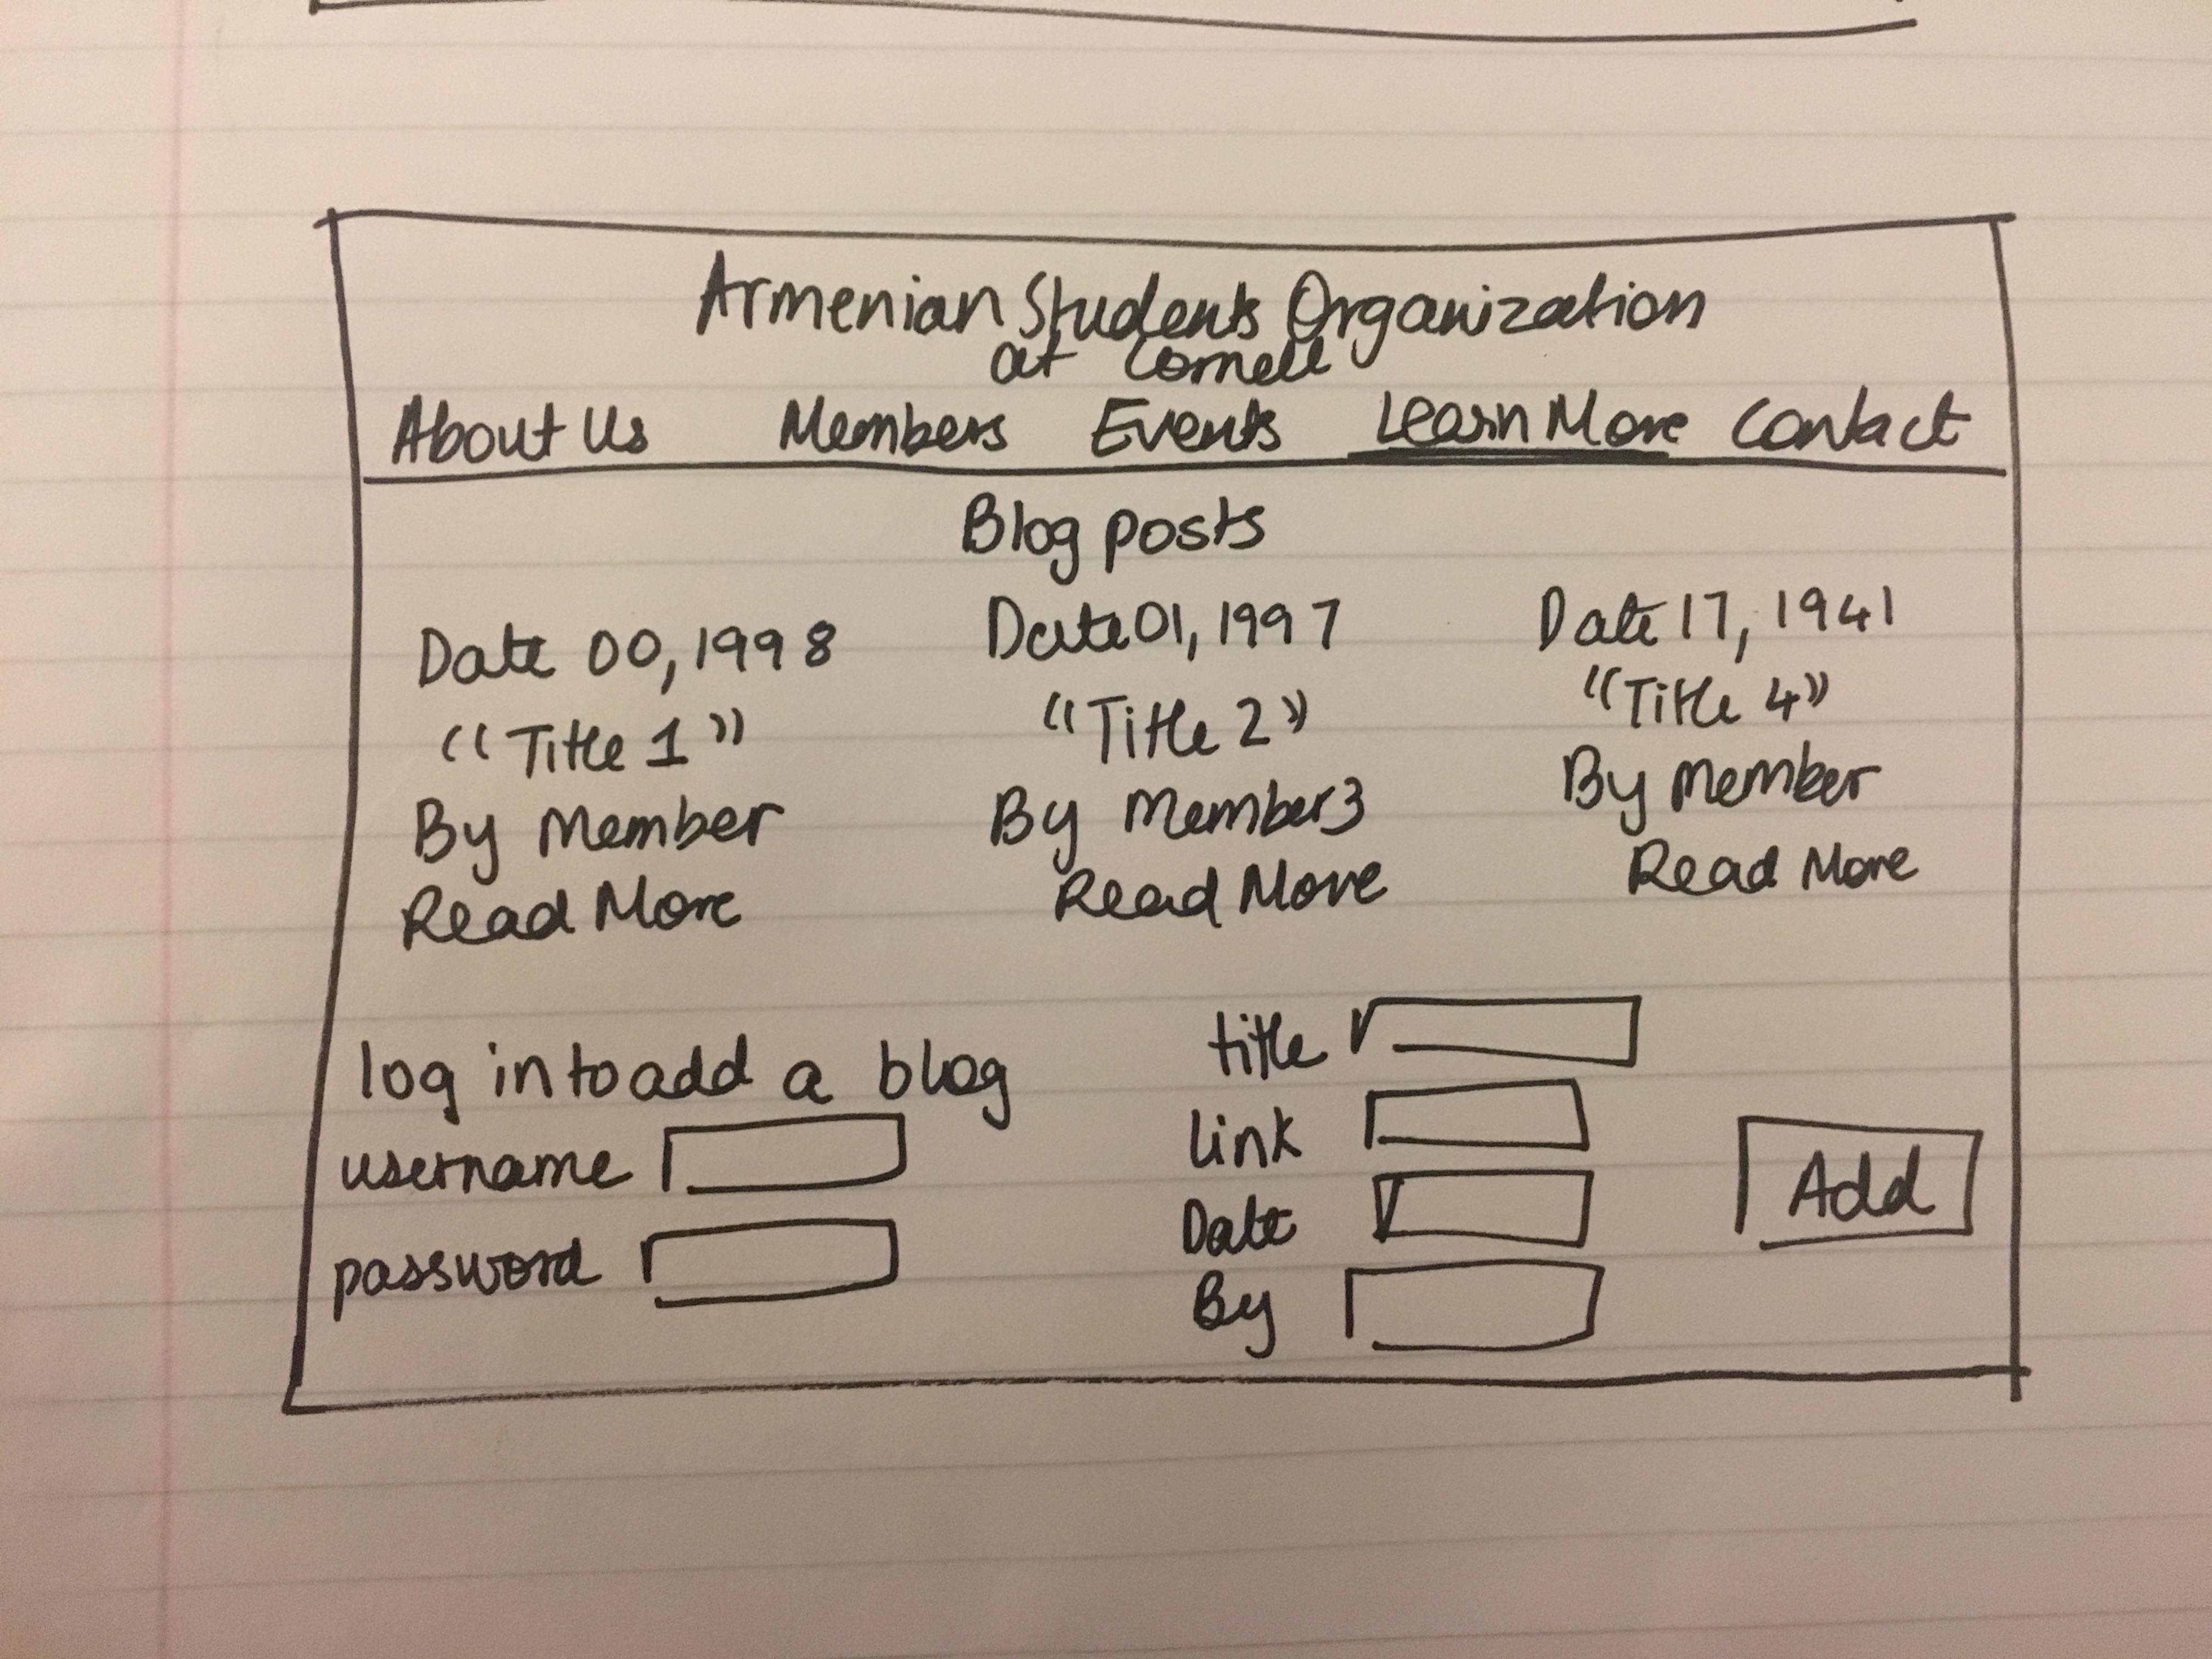 Armenian Students Organization
at Cornell
About Us Members Events Learn More Contact
Blog posts
Date 00, 1998
"Title 1"
By Member
Read More
Date 01, 1997
"Title 2"
By Member3
Read More
Date 17, 1941
"Title 4"
By Member
Read More
log in to add a blog
username
password
title
link
Date
By
Add